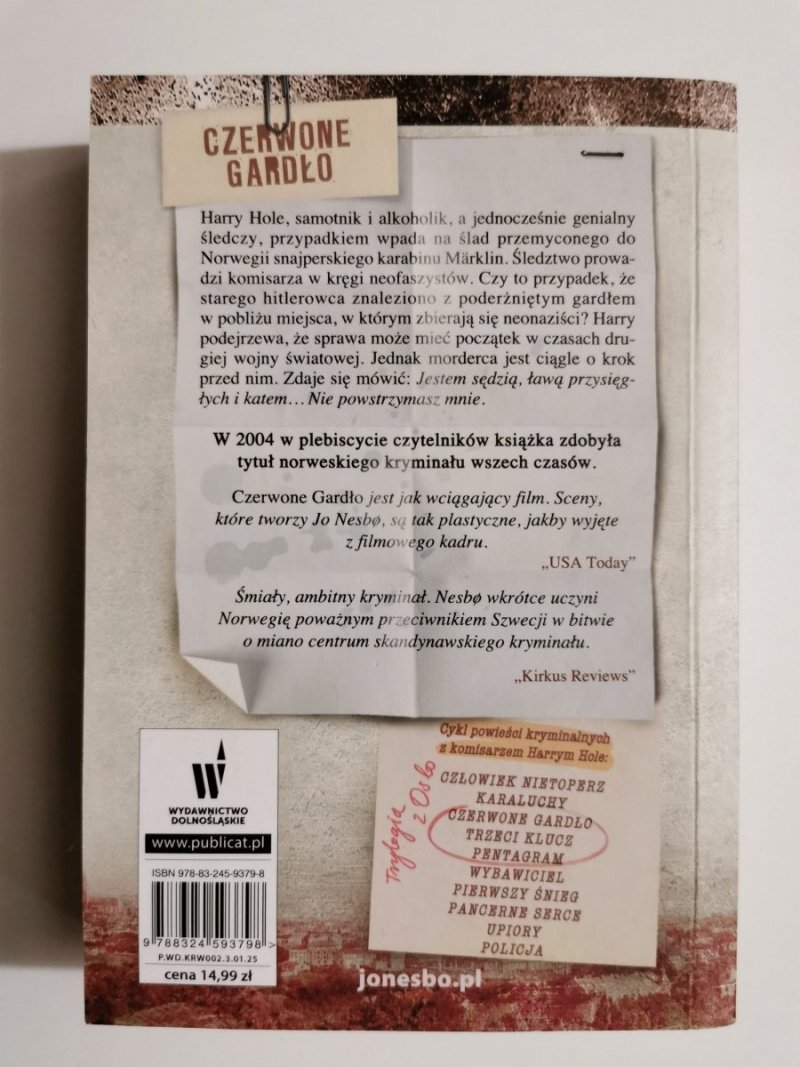 CZERWONE
GARDŁO
Harry Hole, samotnik i alkoholik, a jednocześnie genialny
śledczy, przypadkiem wpada na ślad przemyconego do
Norwegii snajperskiego karabinu Märklin. Śledztwo prowa-
dzi komisarza w kręgi neofaszystów. Czy to przypadek, że
starego hitlerowca znaleziono z poderżniętym gardłem
w pobliżu miejsca, w którym zbierają się neonaziści? Harry
podejrzewa, że sprawa może mieć początek w czasach dru-
giej wojny światowej. Jednak morderca jest ciągle o krok
przed nim. Zdaje się mówić: Jestem sędzią, ławą przysięg-
łych i katem... Nie powstrzymasz mnie.
W 2004 w plebiscycie czytelników książka zdobyła
tytuł norweskiego kryminału wszech czasów.
Czerwone Gardło jest jak wciągający film. Sceny,
które tworzy Jo Nesbø, są tak plastyczne, jakby wyjęte
z filmowego kadru.
„USA Today”
Śmiały, ambitny kryminał. Nesbø wkrótce uczyni
Norwegię poważnym przeciwnikiem Szwecji w bitwie
o miano centrum skandynawskiego kryminału.
„Kirkus Reviews”
WYDAWNICTWO
DOLNOŚLĄSKIE
www.publicat.pl
ISBN 978-83-245-9379-8
9 788324 593798 >
P.WD.KRW002.3.01.25
cena 14,99 zł
Cykl powieści kryminalnych
z komisarzem Harrym Hole:
Trylogia
z Oslo
CZLOWIEK NIETOPERZ
KARALUCHY
CZERWONE GARDLO
TRZECI KLUCZ
PENTAGRAM
WYBAWICIEL
PIERWSZY ŚNIEG
PANCERNE SERCE
UPIORY
POLICJA
jonesbo.pl